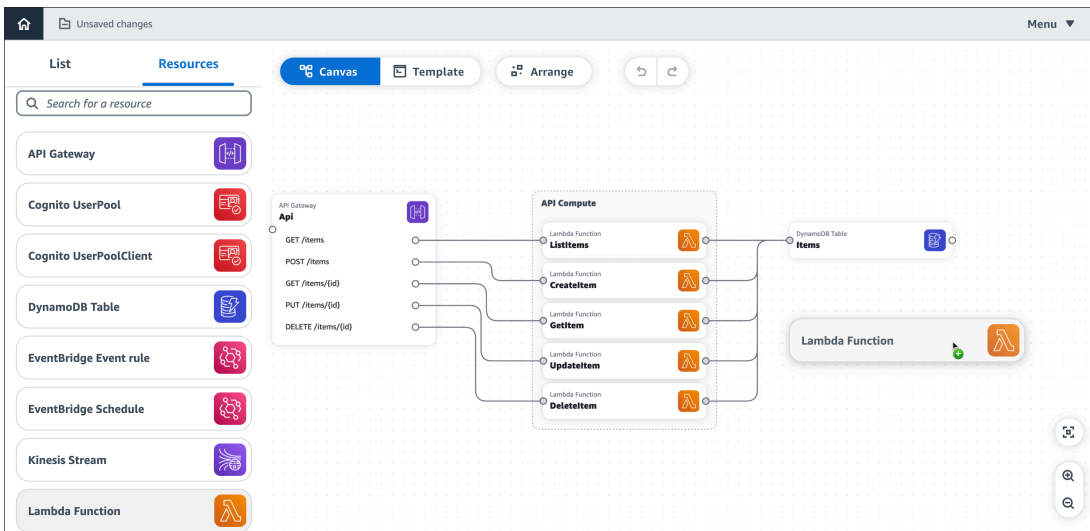 Unsaved changes
Menu ▼
List
Resources
Search for a resource
API Gateway
Cognito UserPool
Cognito UserPoolClient
DynamoDB Table
EventBridge Event rule
EventBridge Schedule
Kinesis Stream
Lambda Function
Canvas
Template
Arrange
API Gateway
Api
GET /items
POST /items
GET /items/{id}
PUT /items/{id}
DELETE /items/{id}
API Compute
Lambda Function
ListItems
Lambda Function
CreateItem
Lambda Function
GetItem
Lambda Function
UpdateItem
Lambda Function
DeleteItem
DynamoDB Table
Items
Lambda Function